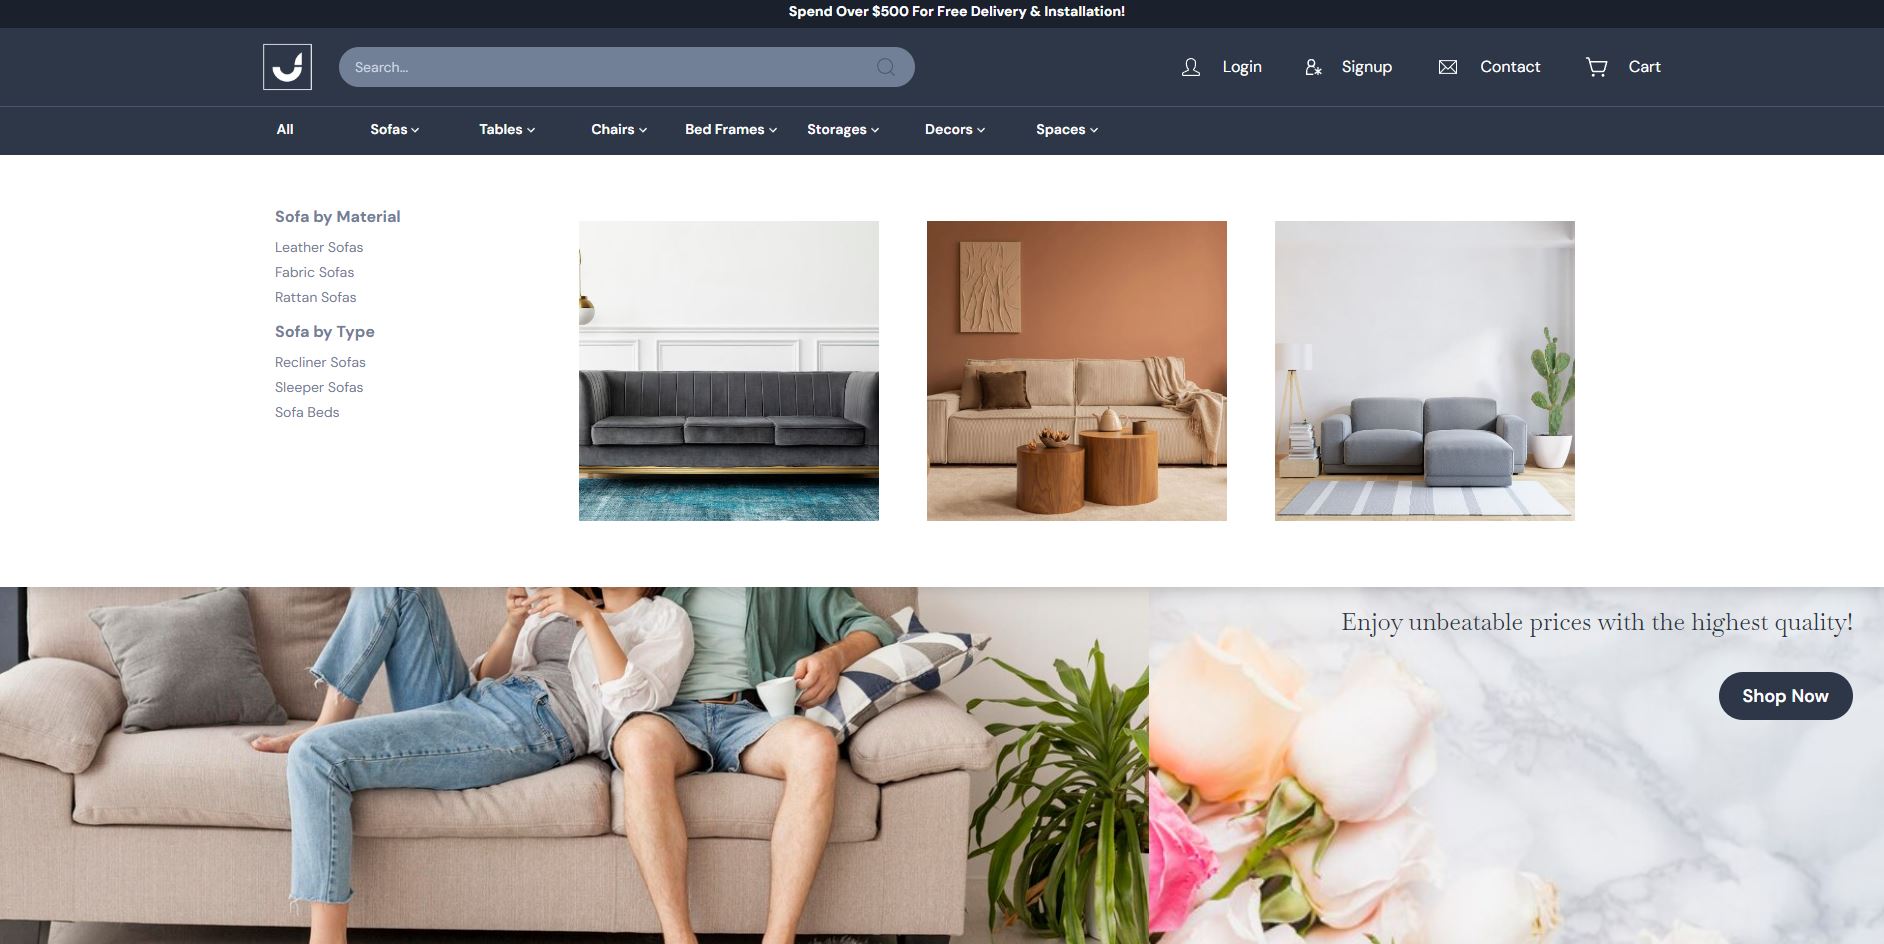 Spend Over $500 For Free Delivery & Installation!
Search...
Login
Signup
Contact
Cart
All
Sofas
Tables
Chairs
Bed Frames
Storages
Decors
Spaces
Sofa by Material
Leather Sofas
Fabric Sofas
Rattan Sofas
Sofa by Type
Recliner Sofas
Sleeper Sofas
Sofa Beds
Enjoy unbeatable prices with the highest quality!
Shop Now